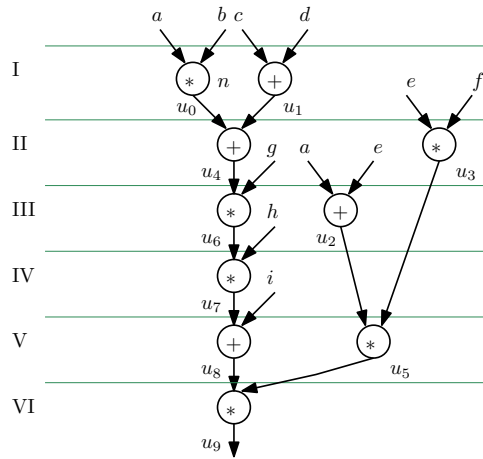 a b c d
I
* n +
e f
u0 u1
II
+ *
g a e
u4 u3
III
* +
h
u6 u2
IV
*
i
u7
V
+ *
u8 u5
VI
*
u9